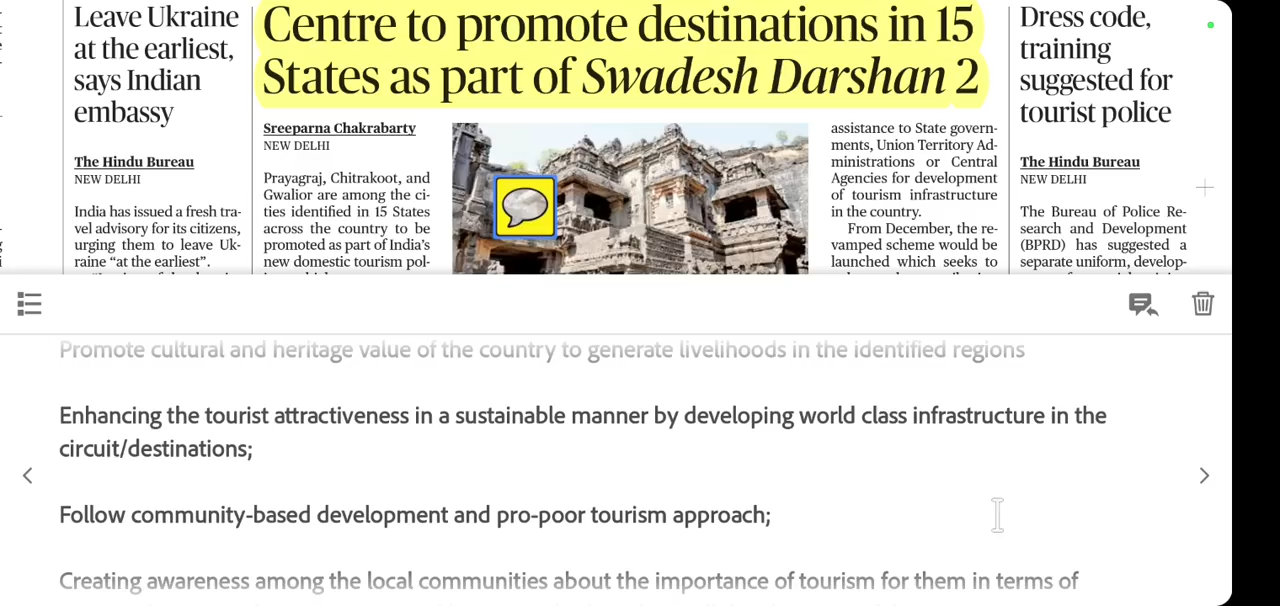 Leave Ukraine
at the earliest,
says Indian
embassy
The Hindu Bureau
NEW DELHI
India has issued a fresh tra-
vel advisory for its citizens,
urging them to leave Uk-
raine “at the earliest”.
Centre to promote destinations in 15
States as part of Swadesh Darshan 2
Sreeparna Chakrabarty
NEW DELHI
Prayagraj, Chitrakoot, and
Gwalior are among the ci-
ties identified in 15 States
across the country to be
promoted as part of India’s
new domestic tourism pol-
assistance to State govern-
ments, Union Territory Ad-
ministrations or Central
Agencies for development
of tourism infrastructure
in the country.
From December, the re-
vamped scheme would be
launched which seeks to
Dress code,
training
suggested for
tourist police
The Hindu Bureau
NEW DELHI
The Bureau of Police Re-
search and Development
(BPRD) has suggested a
separate uniform, develop-
Promote cultural and heritage value of the country to generate livelihoods in the identified regions
Enhancing the tourist attractiveness in a sustainable manner by developing world class infrastructure in the
circuit/destinations;
Follow community-based development and pro-poor tourism approach;
Creating awareness among the local communities about the importance of tourism for them in terms of